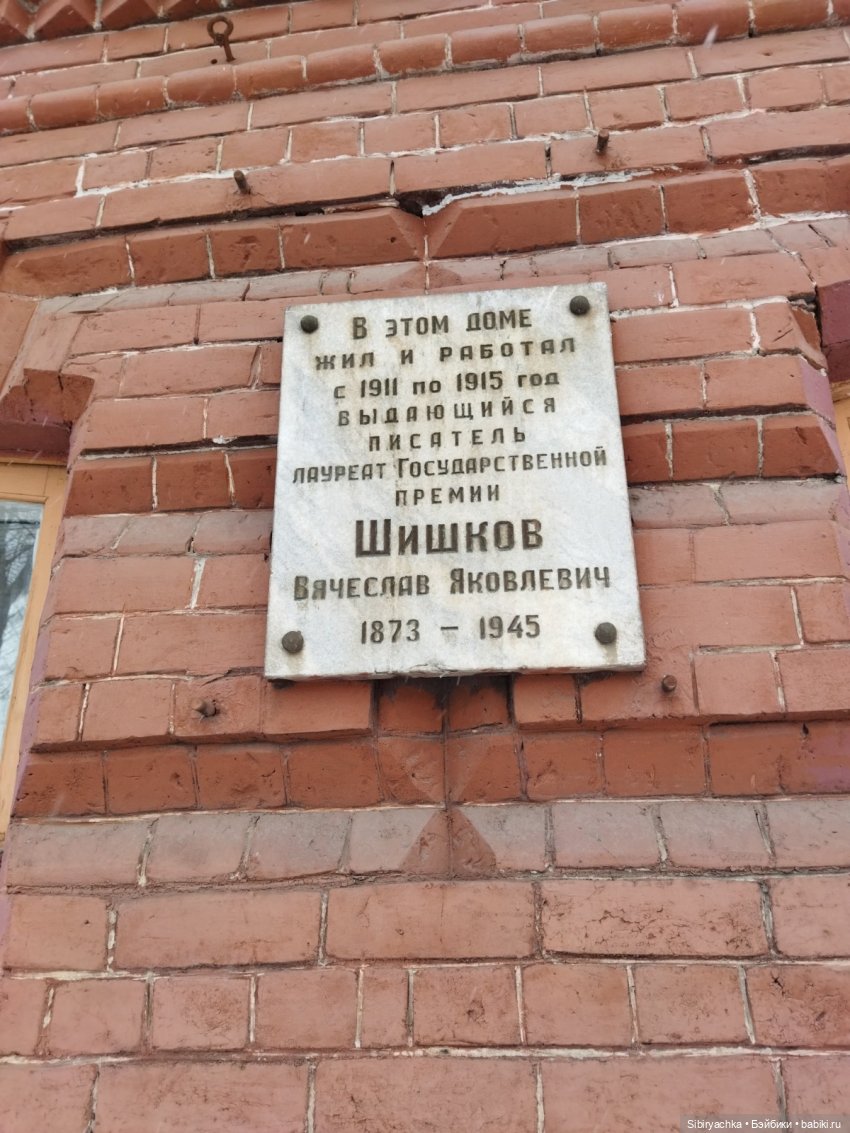 В ЭТОМ ДОМЕ
ЖИЛ И РАБОТАЛ
С 1911 ПО 1915 ГОД
ВЫДАЮЩИЙСЯ
ПИСАТЕЛЬ
ЛАУРЕАТ ГОСУДАРСТВЕННОЙ
ПРЕМИИ
ШИШКОВ
ВЯЧЕСЛАВ ЯКОВЛЕВИЧ
1873 – 1945
Sibiryachka • Бэйбики • babiki.ru